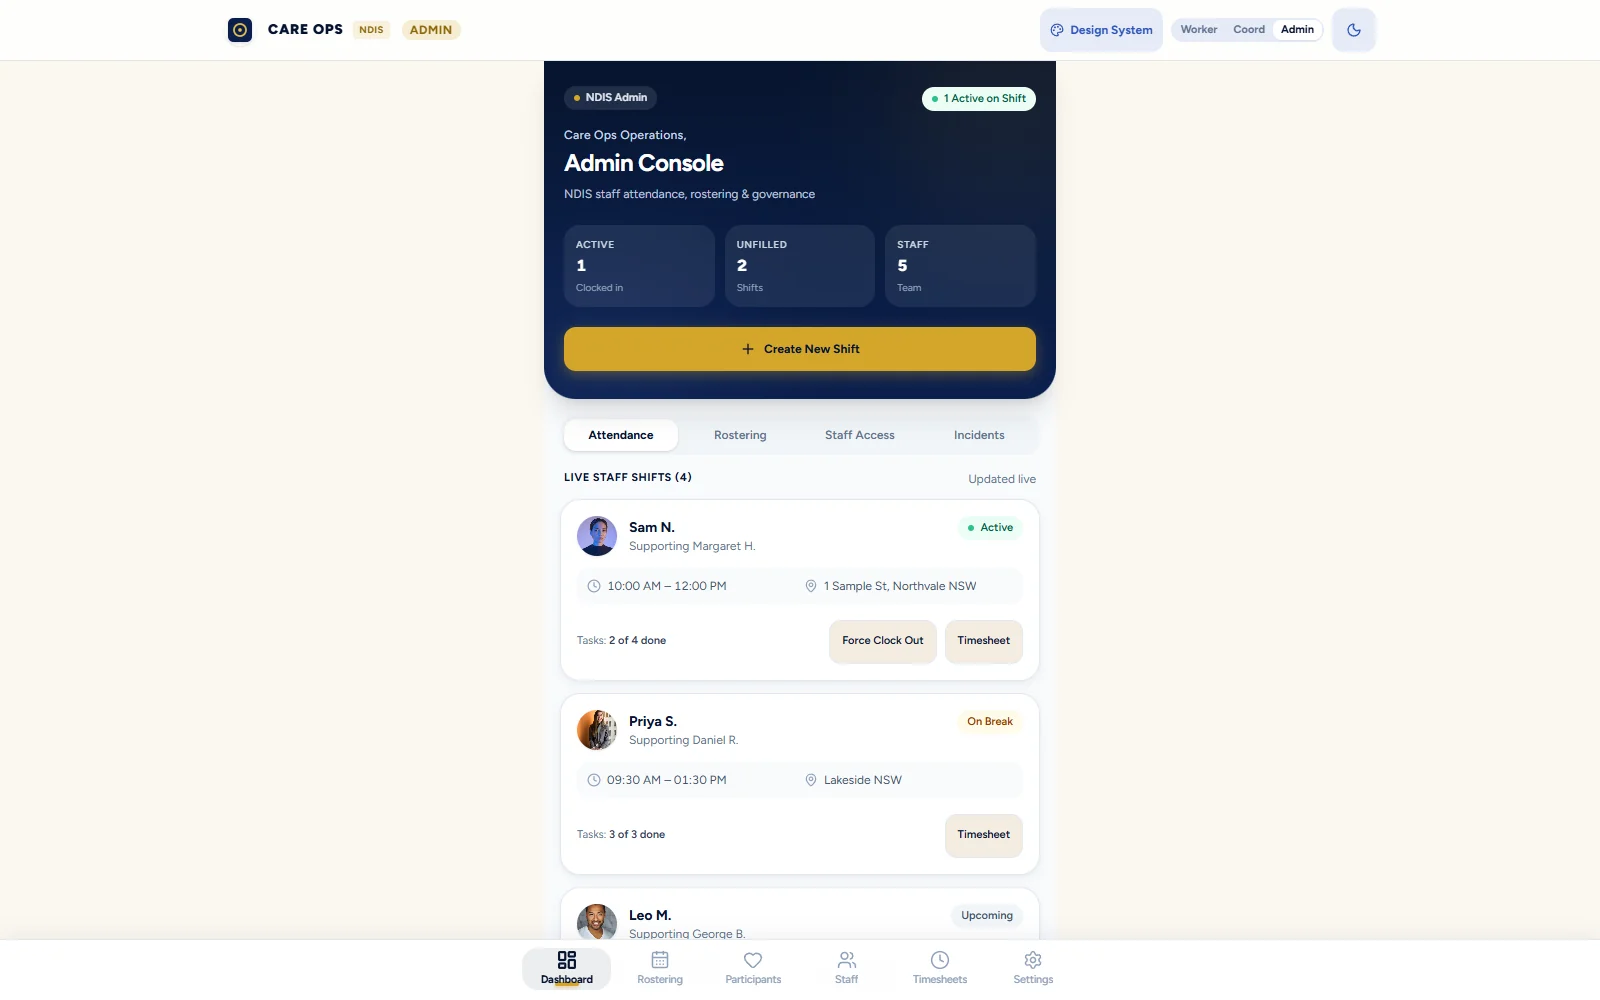 CARE OPS NDIS ADMIN
Design System Worker Coord Admin
NDIS Admin
1 Active on Shift
Care Ops Operations,
Admin Console
NDIS staff attendance, rostering & governance
ACTIVE
1
Clocked in
UNFILLED
2
Shifts
STAFF
5
Team
Create New Shift
Attendance Rostering Staff Access Incidents
LIVE STAFF SHIFTS (4) Updated live
Sam N.
Supporting Margaret H.
Active
10:00 AM – 12:00 PM 1 Sample St, Northvale NSW
Tasks: 2 of 4 done Force Clock Out Timesheet
Priya S.
Supporting Daniel R.
On Break
09:30 AM – 01:30 PM Lakeside NSW
Tasks: 3 of 3 done Timesheet
Leo M.
Supporting George B.
Upcoming
Dashboard Rostering Participants Staff Timesheets Settings